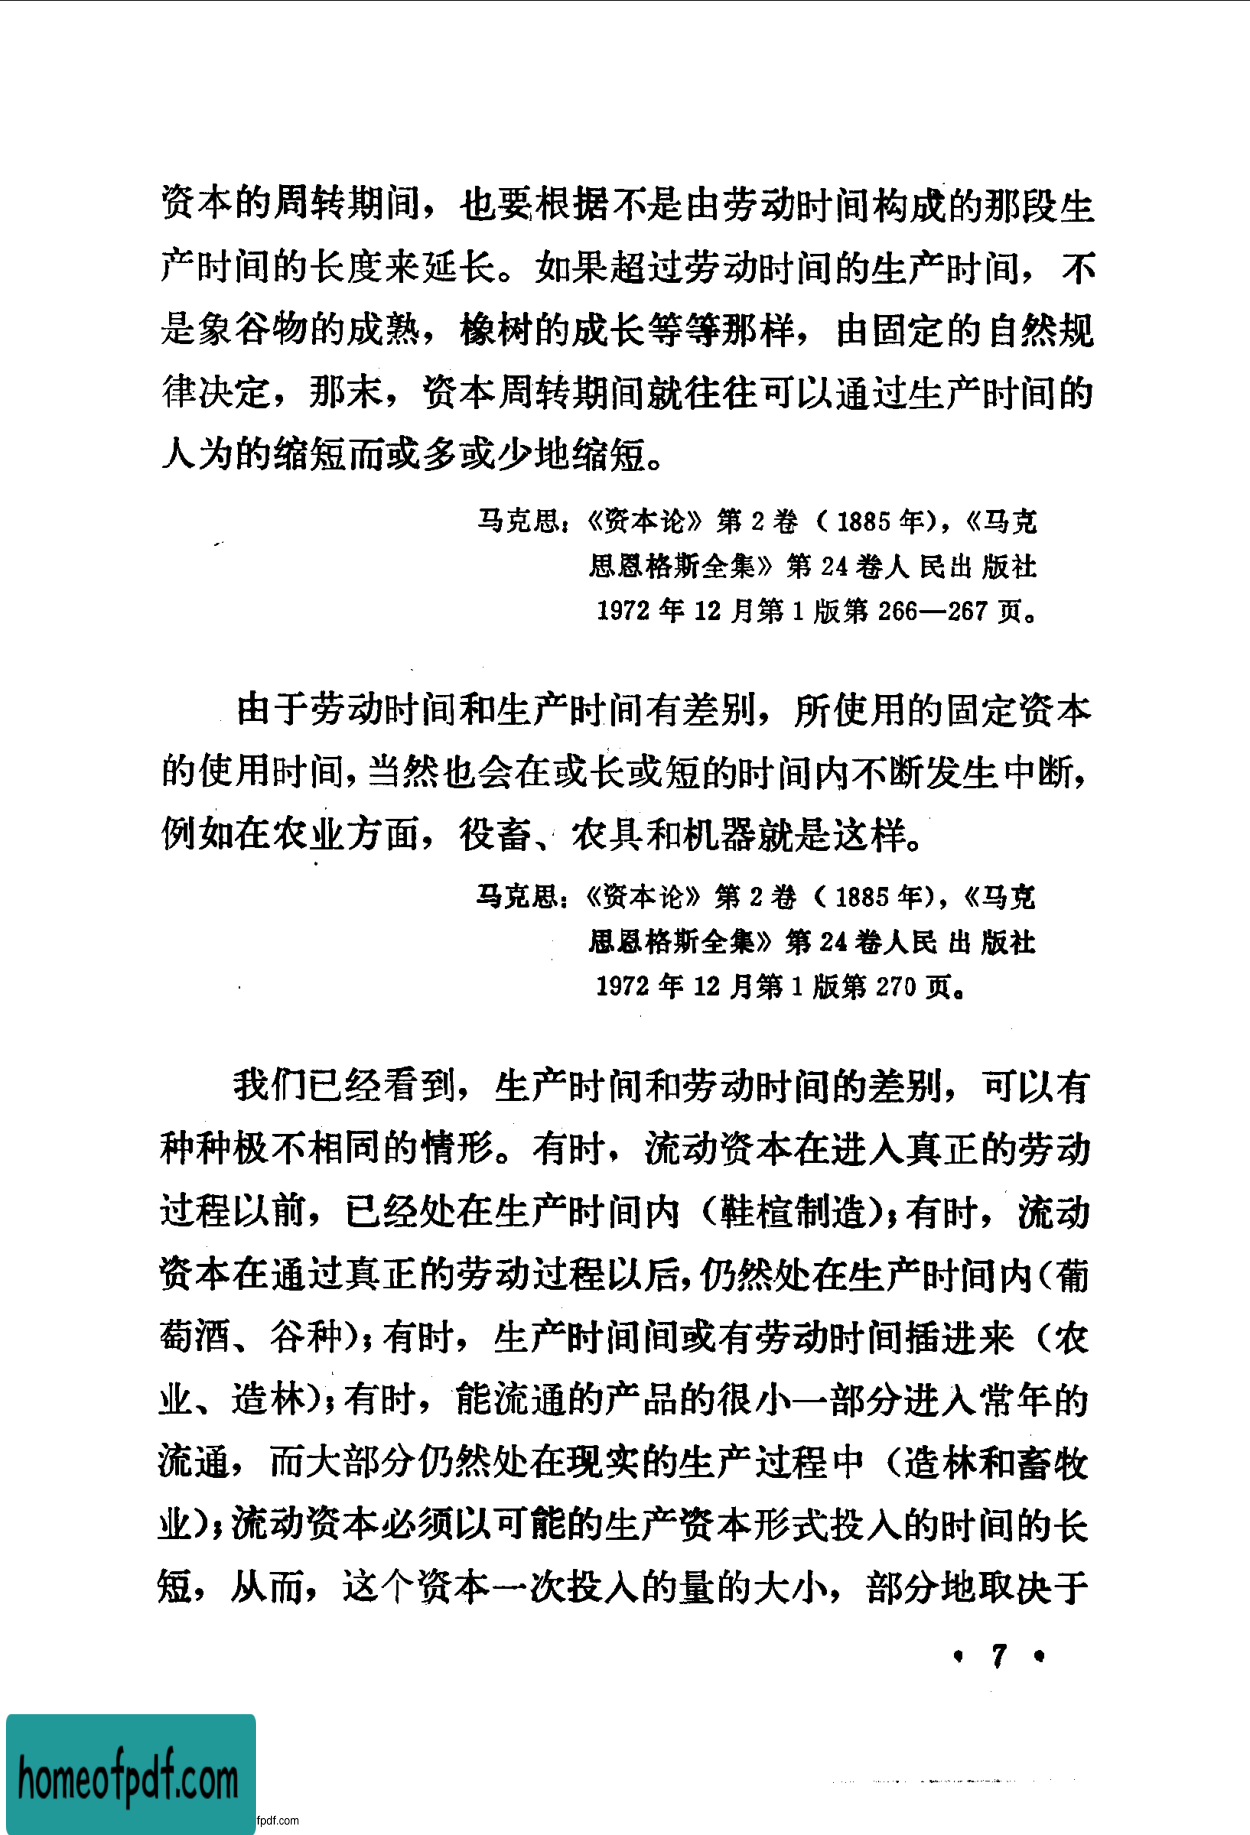 资本的周转期间，也要根据不是由劳动时间构成的那段生
产时间的长度来延长。如果超过劳动时间的生产时间，不
是象谷物的成熟，橡树的成长等等那样，由固定的自然规
律决定，那末，资本周转期间就往往可以通过生产时间的
人为的缩短而或多或少地缩短。
马克思：《资本论》第2卷（1885年），《马克
思恩格斯全集》第24卷人民出版社
1972年12月第1版第266—267页。
由于劳动时间和生产时间有差别，所使用的固定资本
的使用时间，当然也会在或长或短的时间内不断发生中断，
例如在农业方面，役畜、农具和机器就是这样。
马克思：《资本论》第2卷（1885年），《马克
思恩格斯全集》第24卷人民出版社
1972年12月第1版第270页。
我们已经看到，生产时间和劳动时间的差别，可以有
种种极不相同的情形。有时，流动资本在进入真正的劳动
过程以前，已经处在生产时间内（鞋楦制造）；有时，流动
资本在通过真正的劳动过程以后，仍然处在生产时间内（葡
萄酒、谷种）；有时，生产时间间或有劳动时间插进来（农
业、造林）；有时，能流通的产品的很小一部分进入常年的
流通，而大部分仍然处在现实的生产过程中（造林和畜牧
业）；流动资本必须以可能的生产资本形式投入的时间的长
短，从而，这个资本一次投入的量的大小，部分地取决于
• 7 •
homeofpdf.com
fpdf.com